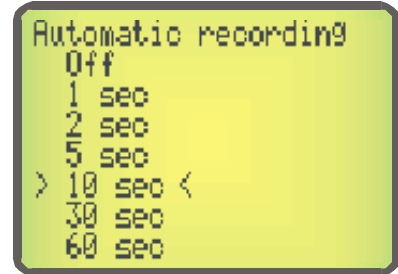 Automatic recording
Off
1 sec
2 sec
5 sec
> 10 sec <
30 sec
60 sec